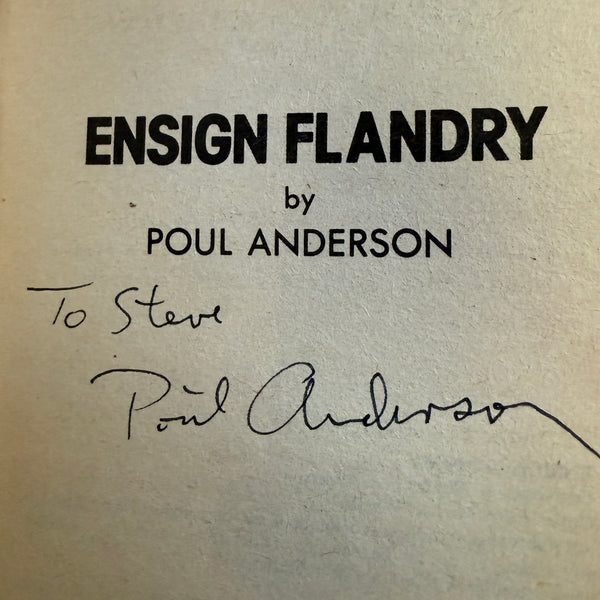 ENSIGN FLANDRY
by
POUL ANDERSON
To Steve
Poul Anderson